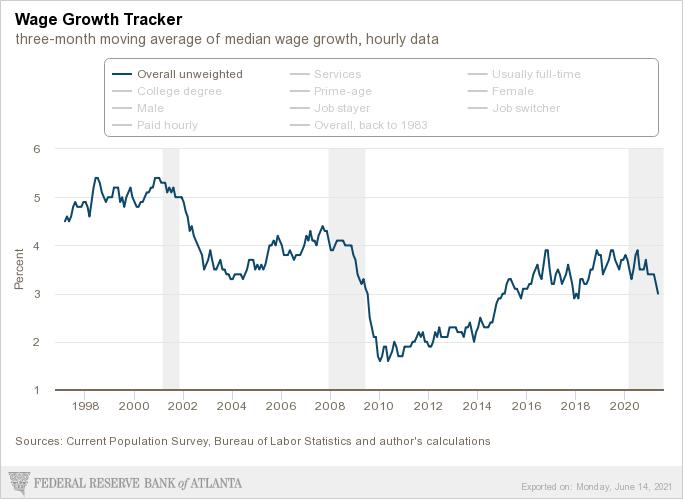 Wage Growth Tracker
three-month moving average of median wage growth, hourly data
Overall unweighted Services Usually full-time
College degree Prime-age Female
Male Job stayer Job switcher
Paid hourly Overall, back to 1983
6
5
4
3
2
1
Percent
1998 2000 2002 2004 2006 2008 2010 2012 2014 2016 2018 2020
Sources: Current Population Survey, Bureau of Labor Statistics and author's calculations
FEDERAL RESERVE BANK of ATLANTA
Exported on: Monday, June 14, 2021